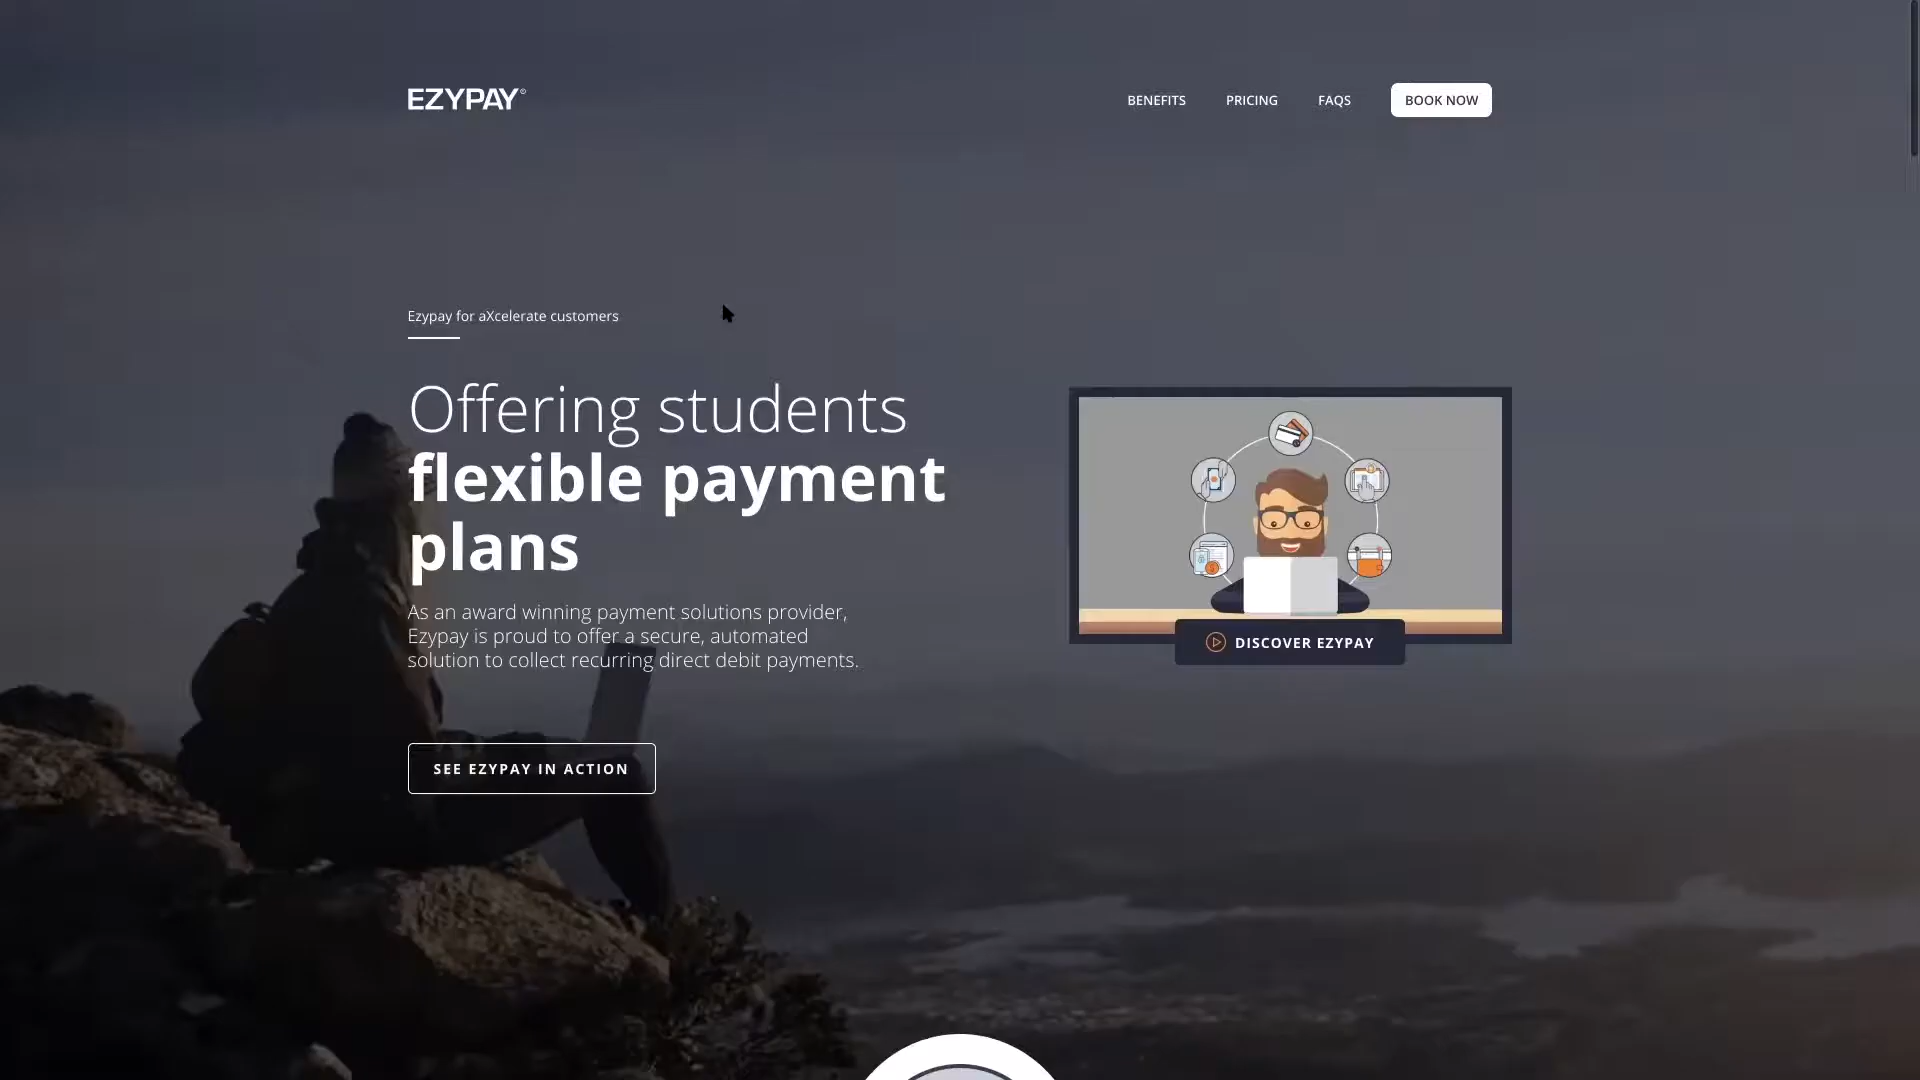 EZYPAY®
BENEFITS
PRICING
FAQS
BOOK NOW
Ezypay for aXcelerate customers
Offering students
flexible payment
plans
As an award winning payment solutions provider,
Ezypay is proud to offer a secure, automated
solution to collect recurring direct debit payments.
DISCOVER EZYPAY
SEE EZYPAY IN ACTION